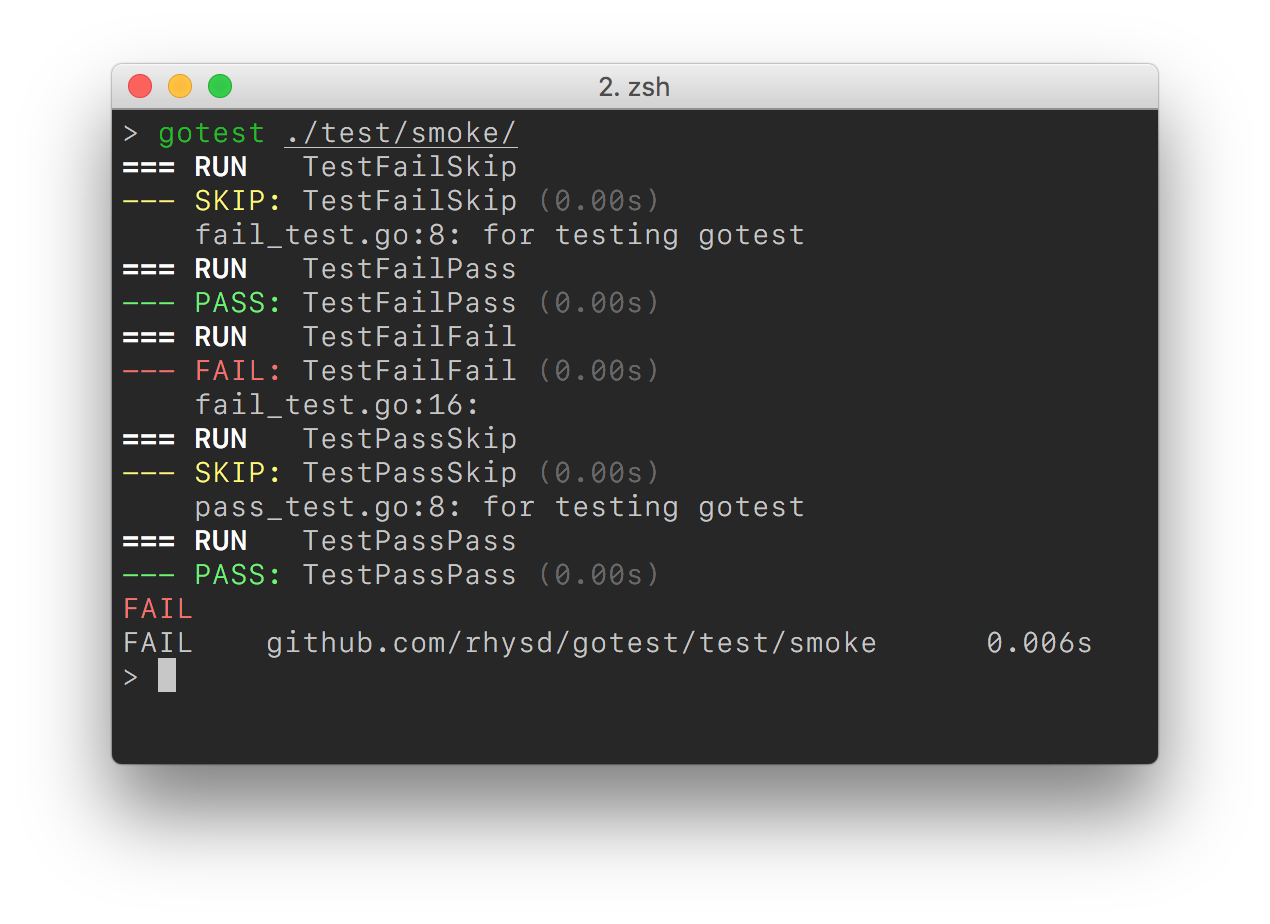 2. zsh
> gotest ./test/smoke/
=== RUN   TestFailSkip
--- SKIP: TestFailSkip (0.00s)
    fail_test.go:8: for testing gotest
=== RUN   TestFailPass
--- PASS: TestFailPass (0.00s)
=== RUN   TestFailFail
--- FAIL: TestFailFail (0.00s)
    fail_test.go:16:
=== RUN   TestPassSkip
--- SKIP: TestPassSkip (0.00s)
    pass_test.go:8: for testing gotest
=== RUN   TestPassPass
--- PASS: TestPassPass (0.00s)
FAIL
FAIL    github.com/rhysd/gotest/test/smoke      0.006s
>